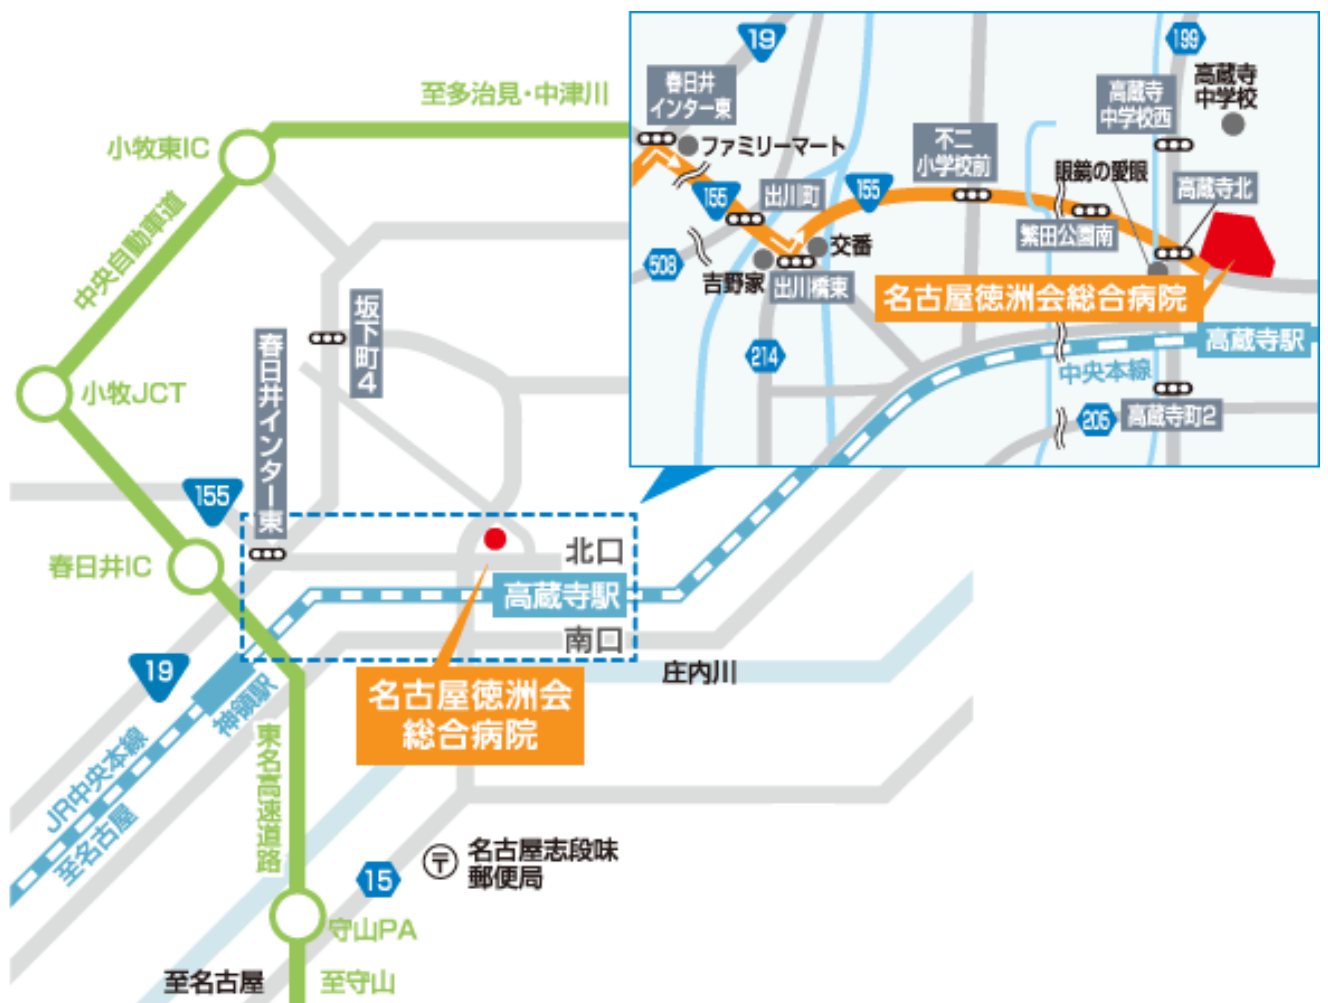 至多治見・中津川
小牧東IC
中央自動車道
小牧JCT
坂下町4
春日井インター東
155
春日井IC
北口
高蔵寺駅
南口
庄内川
19
神領駅
名古屋徳洲会
総合病院
JR中央本線
至名古屋
東名高速道路
15
名古屋志段味
郵便局
守山PA
至名古屋
至守山
19
199
春日井
インター東
高蔵寺
中学校
高蔵寺
中学校西
ファミリーマート
不二
小学校前
眼鏡の愛眼
155
出川町
155
高蔵寺北
繁田公園南
交番
508
吉野家
出川橋東
名古屋徳洲会総合病院
高蔵寺駅
214
中央本線
205
高蔵寺町2